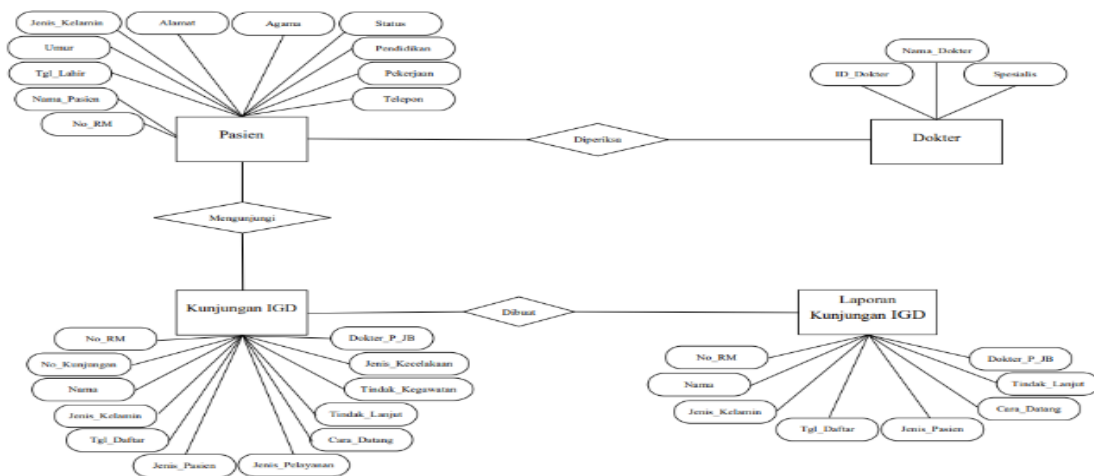 Jenis_Kelamin
Alamat
Agama
Status
Umur
Pendidikan
Tgl_Lahir
Pekerjaan
Nama_Pasien
Telepon
No_RM
Pasien
Diperiksa
Nama_Dokter
ID_Dokter
Spesialis
Dokter
Mengunjungi
Kunjungan IGD
Dibuat
Laporan
Kunjungan IGD
No_RM
Dokter_P_JB
No_Kunjungan
Jenis_Kecelakaan
Nama
Tindak_Kegawatan
Jenis_Kelamin
Tindak_Lanjut
Tgl_Daftar
Cara_Datang
Jenis_Pasien
Jenis_Pelayanan
No_RM
Dokter_P_JB
Nama
Tindak_Lanjut
Jenis_Kelamin
Cara_Datang
Tgl_Daftar
Jenis_Pasien